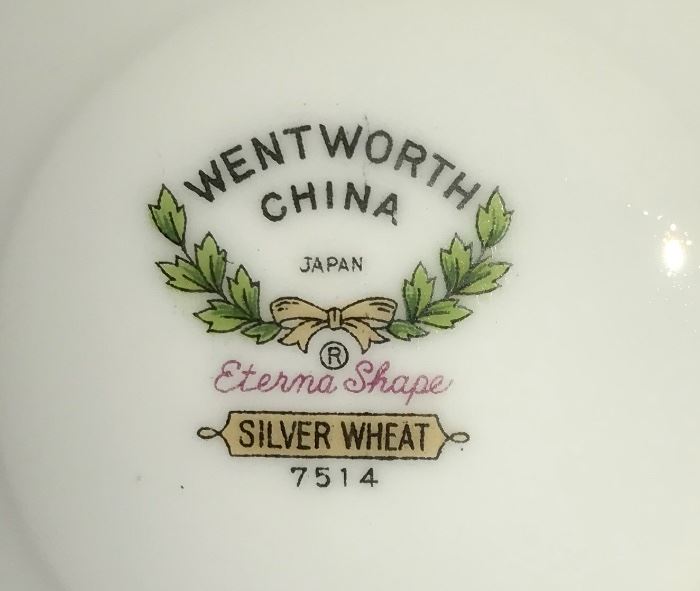 WENTWORTH
CHINA
JAPAN
®
Eterna Shape
SILVER WHEAT
7514